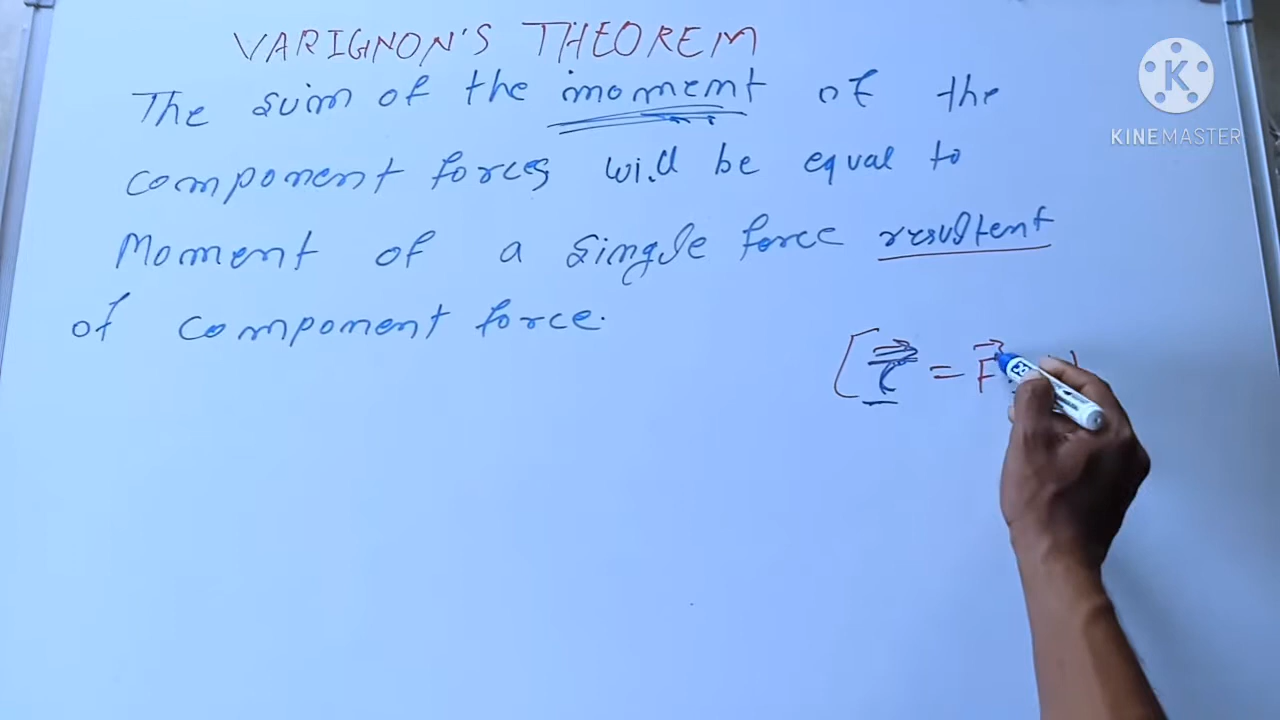 VARIGNON'S THEOREM
The sum of the moment of the
component forces will be equal to
Moment of a single force resultent
of component force.
[τ⃗ = F⃗
KINEMASTER